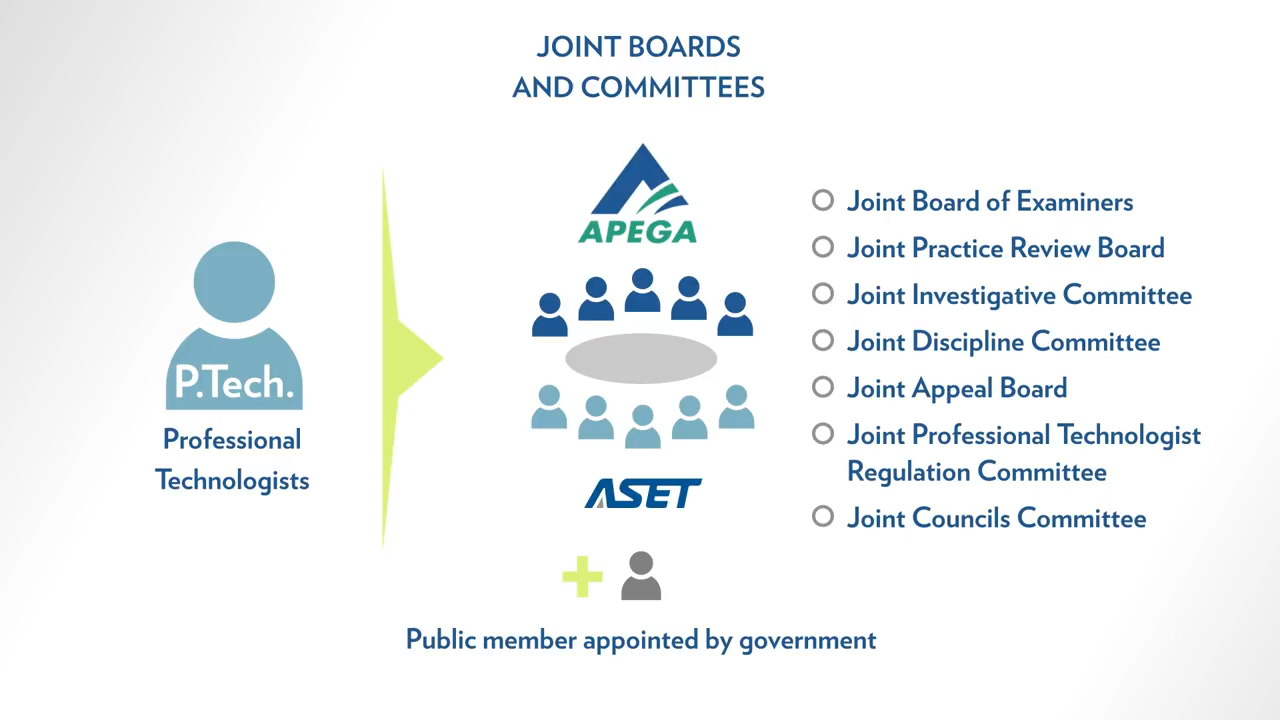 JOINT BOARDS
AND COMMITTEES
APEGA
P.Tech.
Professional
Technologists
ASET
Public member appointed by government
Joint Board of Examiners
Joint Practice Review Board
Joint Investigative Committee
Joint Discipline Committee
Joint Appeal Board
Joint Professional Technologist
Regulation Committee
Joint Councils Committee